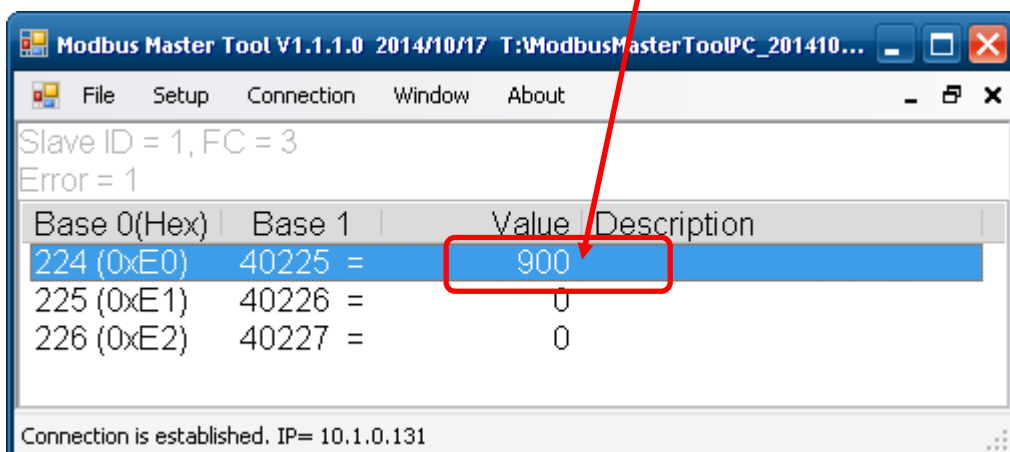 Modbus Master Tool V1.1.1.0 2014/10/17 T:\ModbusMasterToolPC_201410...
File Setup Connection Window About
Slave ID = 1, FC = 3
Error = 1
Base 0(Hex) Base 1 Value Description
224 (0xE0) 40225 = 900
225 (0xE1) 40226 = 0
226 (0xE2) 40227 = 0
Connection is established. IP= 10.1.0.131